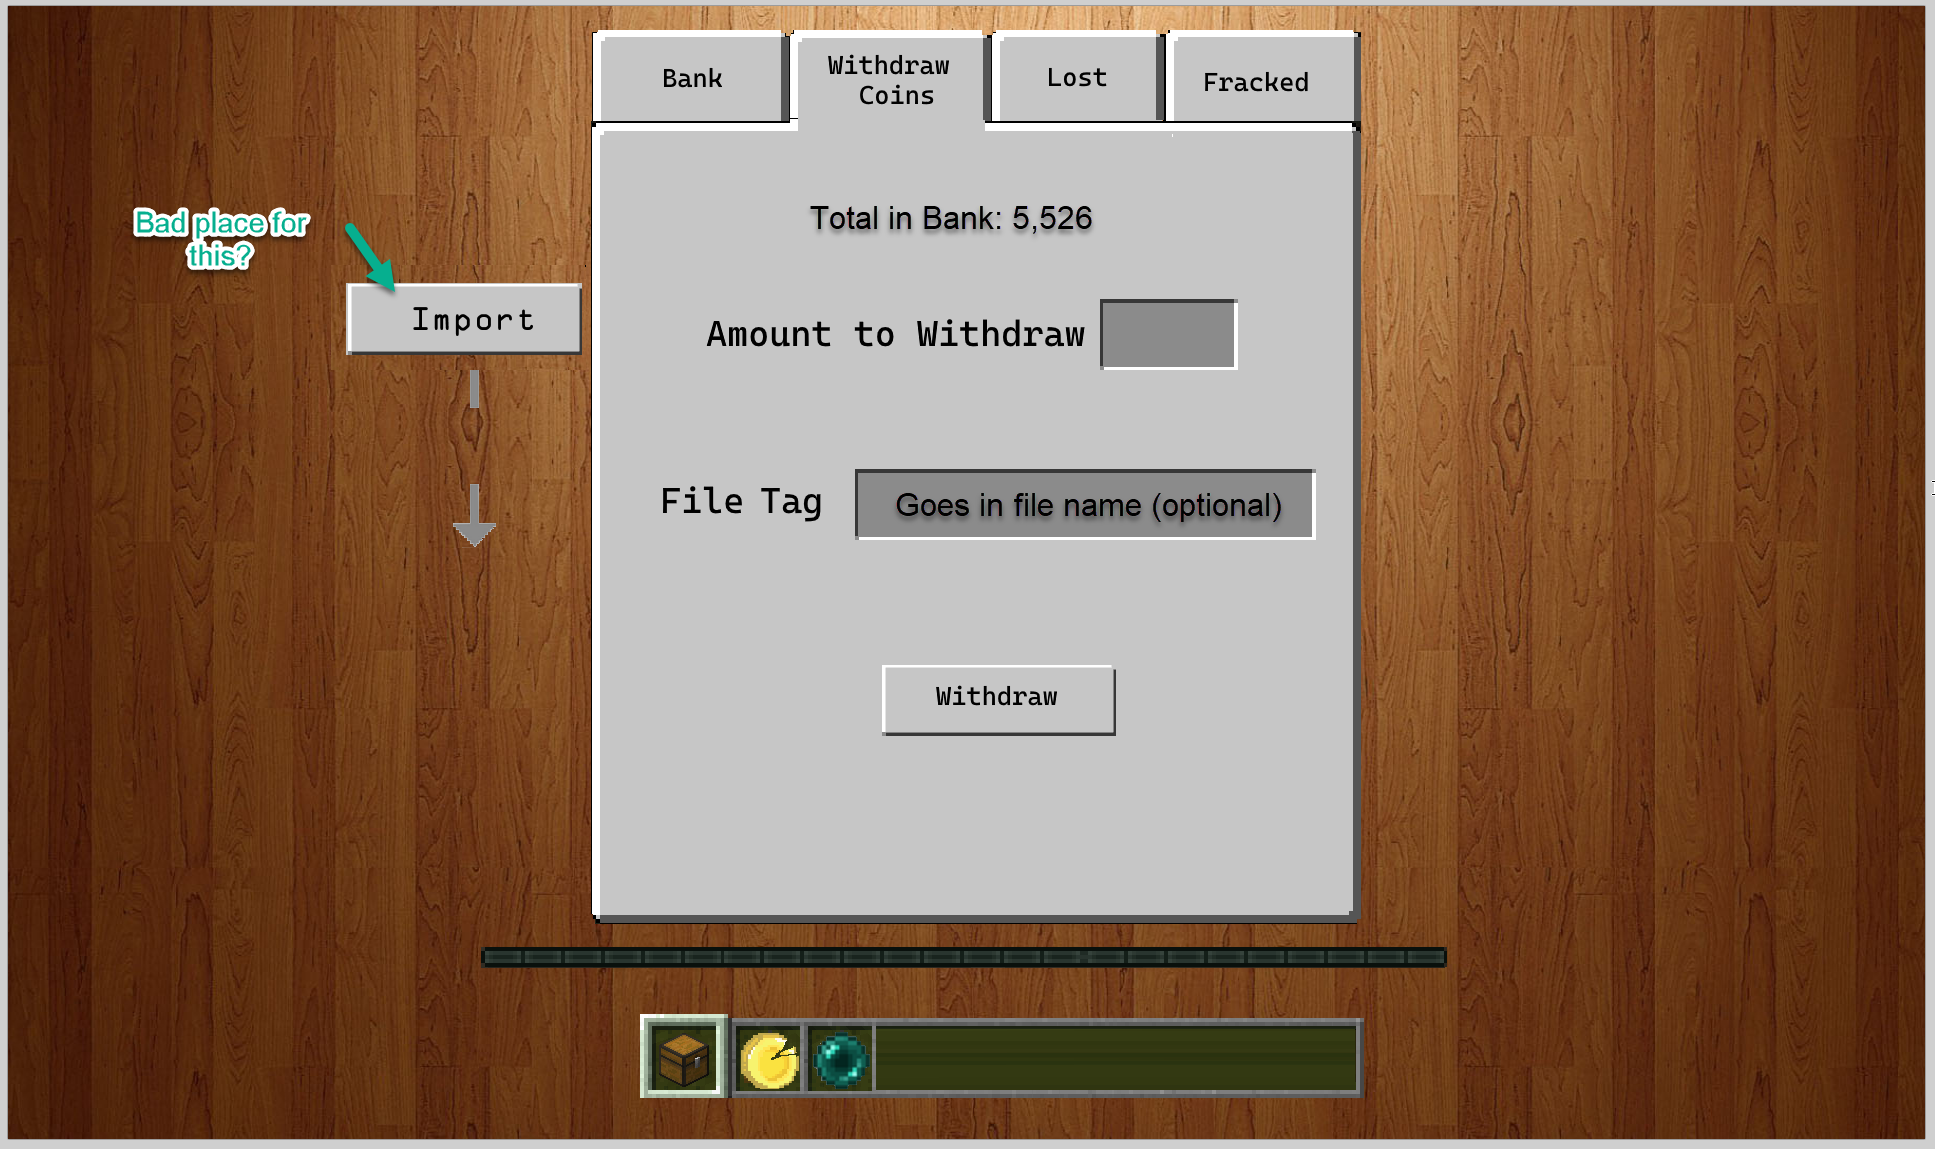 Bank
Withdraw
Coins
Lost
Fracked
Total in Bank: 5,526
Bad place for
this?
Import
Amount to Withdraw
File Tag
Goes in file name (optional)
Withdraw